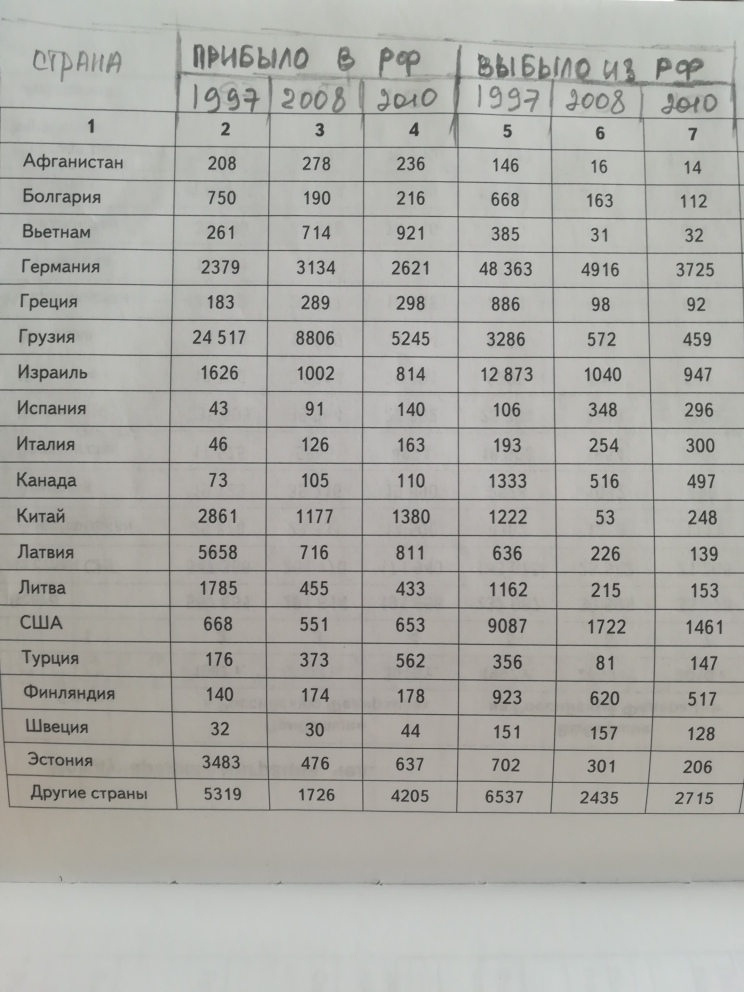 СТРАНА ПРИБЫЛО В РФ ВЫБЫЛО ИЗ РФ
1997 2008 2010 1997 2008 2010
1 2 3 4 5 6 7
Афганистан 208 278 236 146 16 14
Болгария 750 190 216 668 163 112
Вьетнам 261 714 921 385 31 32
Германия 2379 3134 2621 48 363 4916 3725
Греция 183 289 298 886 98 92
Грузия 24 517 8806 5245 3286 572 459
Израиль 1626 1002 814 12 873 1040 947
Испания 43 91 140 106 348 296
Италия 46 126 163 193 254 300
Канада 73 105 110 1333 516 497
Китай 2861 1177 1380 1222 53 248
Латвия 5658 716 811 636 226 139
Литва 1785 455 433 1162 215 153
США 668 551 653 9087 1722 1461
Турция 176 373 562 356 81 147
Финляндия 140 174 178 923 620 517
Швеция 32 30 44 151 157 128
Эстония 3483 476 637 702 301 206
Другие страны 5319 1726 4205 6537 2435 2715